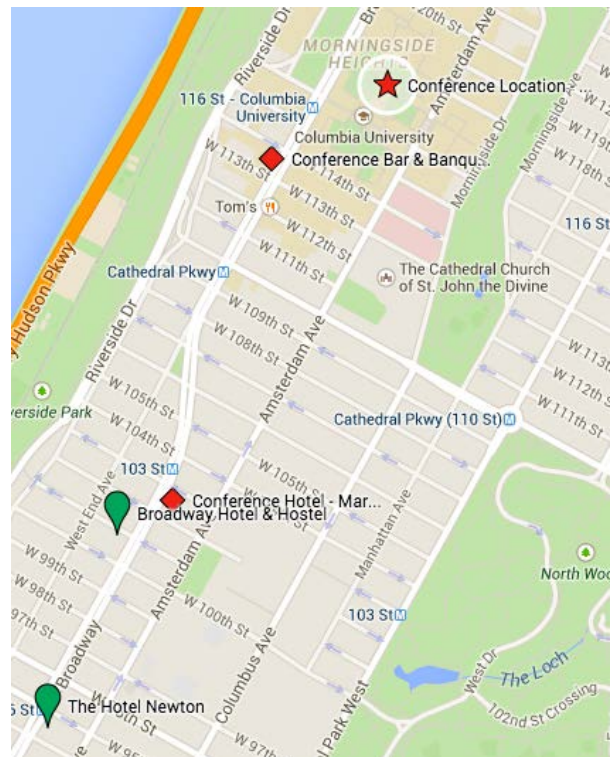 W 120th St
MORNINGSIDE
HEIGHTS
Riverside Dr
Amsterdam Ave
Conference Location - ...
Morningside Ave
116 St - Columbia
University
Columbia University
Morningside Dr
W 119th
W 118th St
W 113th St
Conference Bar & Banqu...
W 114th St
W 113th St
Tom's
W 112th St
116 St
W 111th St
Cathedral Pkwy
The Cathedral Church
of St. John the Divine
Hudson Pkwy
Riverside Dr
W 109th St
W 108th St
Amsterdam Ave
W 113th
W 112th St
W 111th St
W 105th St
erside Park
W 104th St
Cathedral Pkwy (110 St)
103 St
W 105th St
West End Ave
Conference Hotel - Mar...
Broadway Hotel & Hostel
Manhattan Ave
W 99th St
W 98th St
97th St
Amsterdam Ave
W 100th St
North Woo
103 St
Broadway
Columbus Ave
West Dr
The Loch
102nd St Crossing
The Hotel Newton
6 St
W 97th St
l Park West